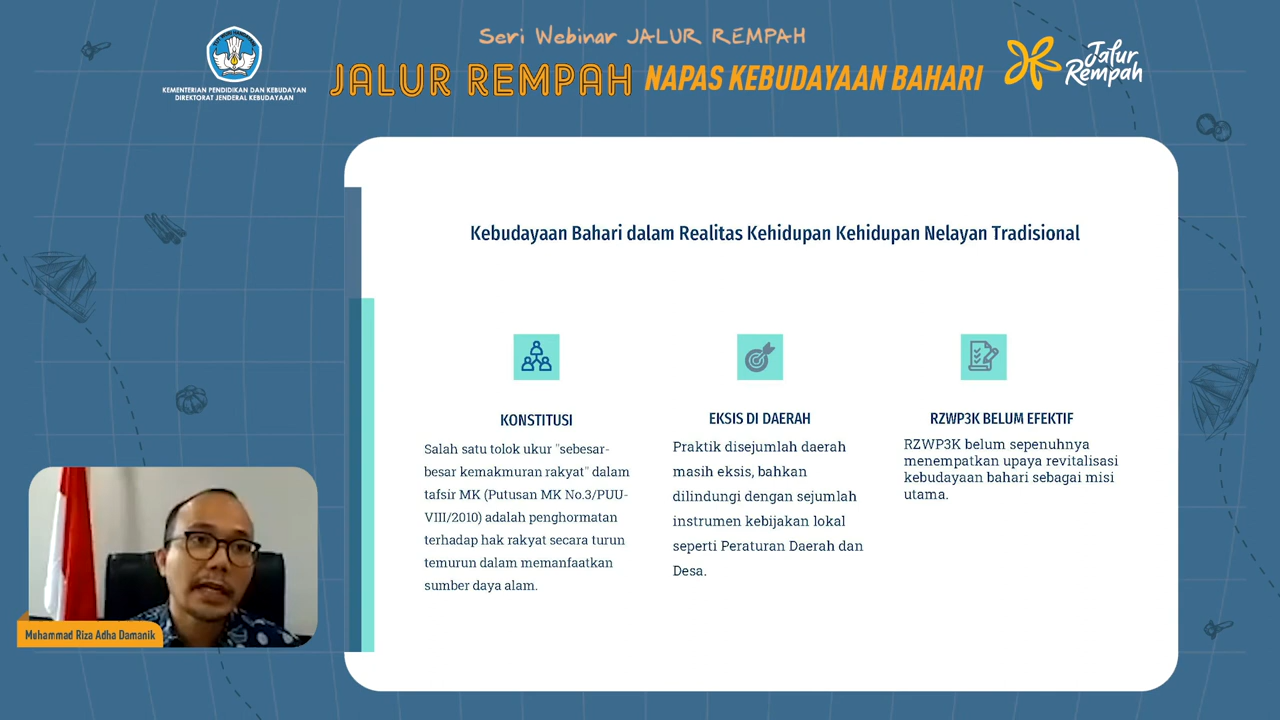 Seri Webinar JALUR REMPAH
JALUR REMPAH NAPAS KEBUDAYAAN BAHARI
KEMENTERIAN PENDIDIKAN DAN KEBUDAYAN
DIREKTORAT JENDERAL KEBUDAYAAN
Jalur
Rempah
Kebudayaan Bahari dalam Realitas Kehidupan Kehidupan Nelayan Tradisional
KONSTITUSI
Salah satu tolok ukur "sebesar-
besar kemakmuran rakyat" dalam
tafsir MK (Putusan MK No.3/PUU-
VIII/2010) adalah penghormatan
terhadap hak rakyat secara turun
temurun dalam memanfaatkan
sumber daya alam.
EKSIS DI DAERAH
Praktik disejumlah daerah
masih eksis, bahkan
dilindungi dengan sejumlah
instrumen kebijakan lokal
seperti Peraturan Daerah dan
Desa.
RZWP3K BELUM EFEKTIF
RZWP3K belum sepenuhnya
menempatkan upaya revitalisasi
kebudayaan bahari sebagai misi
utama.
Muhammad Riza Adha Damanik